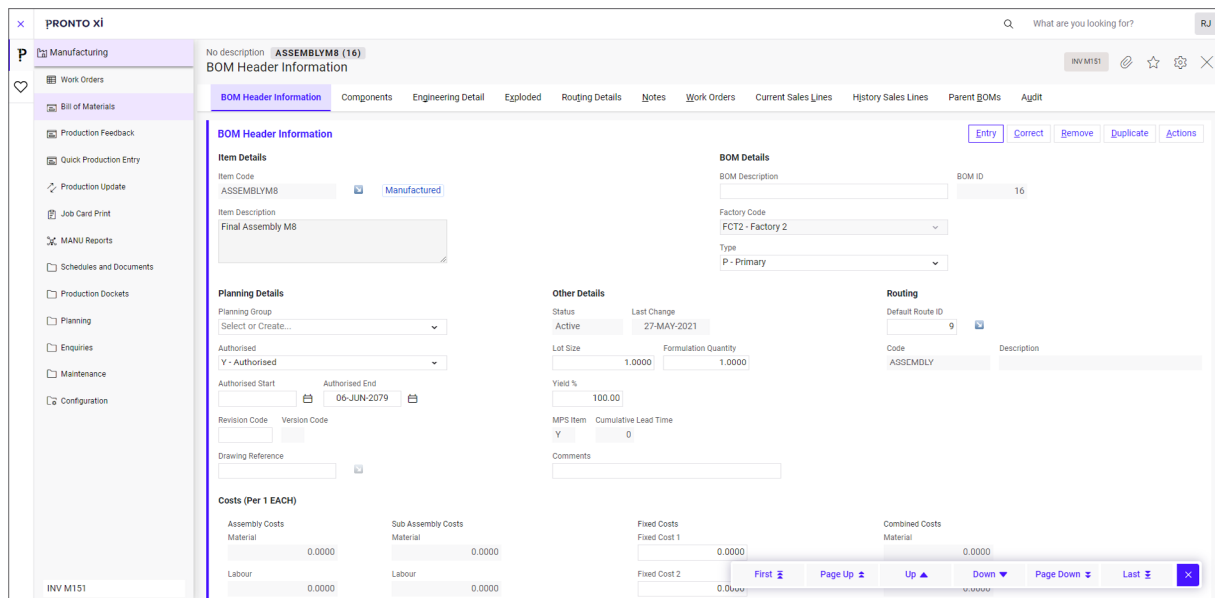 PRONTO XI
What are you looking for?
RJ
Manufacturing
Work Orders
Bill of Materials
Production Feedback
Quick Production Entry
Production Update
Job Card Print
MANU Reports
Schedules and Documents
Production Dockets
Planning
Enquiries
Maintenance
Configuration
INV M151
No description ASSEMBLYM8 (16)
BOM Header Information
INV M151
BOM Header Information Components Engineering Detail Exploded Routing Details Notes Work Orders Current Sales Lines History Sales Lines Parent BOMs Audit
BOM Header Information
Entry Correct Remove Duplicate Actions
Item Details BOM Details
Item Code BOM Description BOM ID
ASSEMBLYM8 Manufactured 16
Item Description Factory Code
Final Assembly M8 FCT2 - Factory 2
Type
P - Primary
Planning Details Other Details Routing
Planning Group Status Last Change Default Route ID
Select or Create... Active 27-MAY-2021 9
Authorised Lot Size Formulation Quantity Code Description
Y - Authorised 1.0000 1.0000 ASSEMBLY
Authorised Start Authorised End Yield %
06-JUN-2079 100.00
Revision Code Version Code MPS Item Cumulative Lead Time
Y 0
Drawing Reference Comments
Costs (Per 1 EACH)
Assembly Costs Sub Assembly Costs Fixed Costs Combined Costs
Material Material Fixed Cost 1 Material
0.0000 0.0000 0.0000 0.0000
Labour Labour Fixed Cost 2
0.0000 0.0000 0.0000 0.0000
First Page Up Up Down Page Down Last